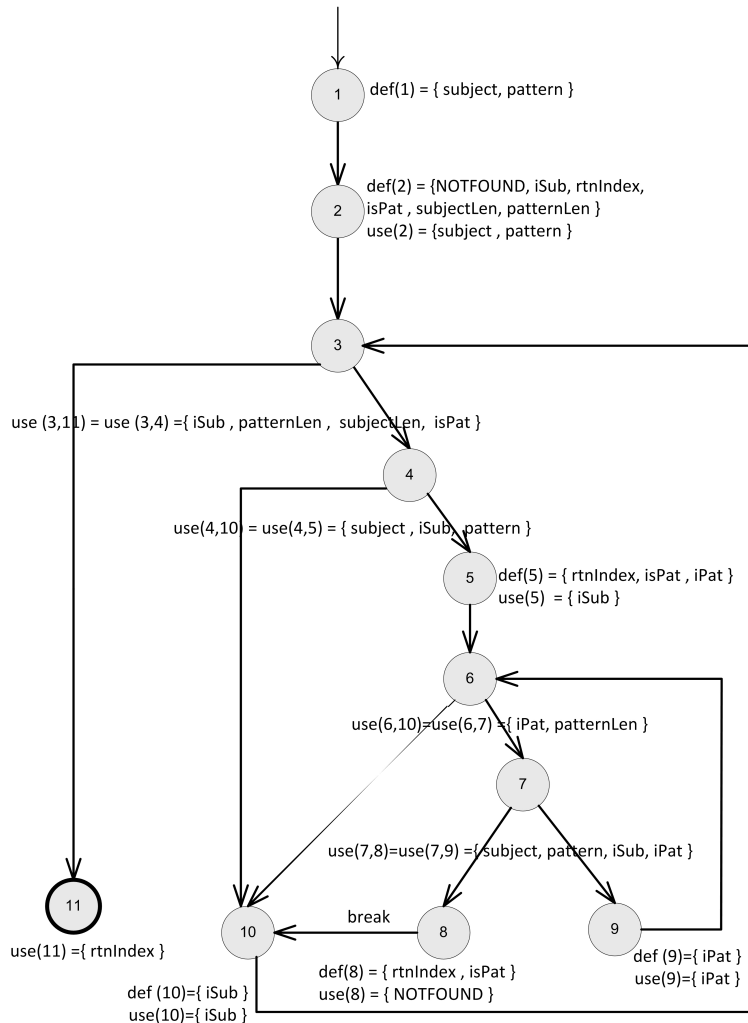 1
def(1) = { subject, pattern }
2
def(2) = {NOTFOUND, iSub, rtnIndex,
isPat , subjectLen, patternLen }
use(2) = {subject , pattern }
3
use (3,11) = use (3,4) ={ iSub , patternLen , subjectLen, isPat }
4
use(4,10) = use(4,5) = { subject , iSub, pattern }
5
def(5) = { rtnIndex, isPat , iPat }
use(5) = { iSub }
6
use(6,10)=use(6,7) ={ iPat, patternLen }
7
use(7,8)=use(7,9) ={ subject, pattern, iSub, iPat }
11
break
10
8
9
use(11) ={ rtnIndex }
def (9)={ iPat }
use(9)={ iPat }
def(8) = { rtnIndex , isPat }
use(8) = { NOTFOUND }
def (10)={ iSub }
use(10)={ iSub }